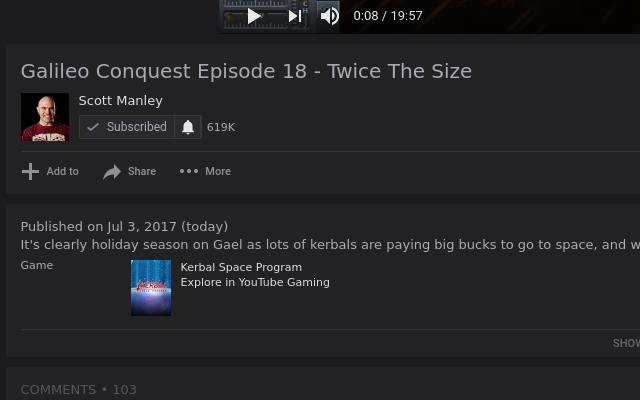 0:08 / 19:57
Galileo Conquest Episode 18 - Twice The Size
Scott Manley
Subscribed 619K
Add to Share More
Published on Jul 3, 2017 (today)
It's clearly holiday season on Gael as lots of kerbals are paying big bucks to go to space, and w
Game
Kerbal Space Program
Explore in YouTube Gaming
SHOW
COMMENTS • 103